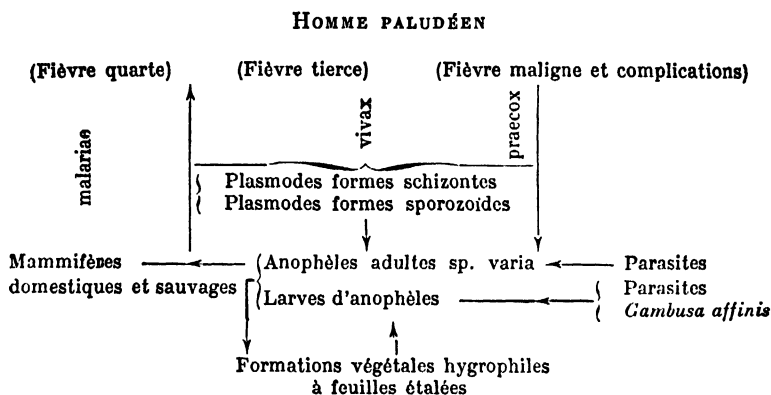 HOMME PALUDÉEN
(Fièvre quarte) (Fièvre tierce) (Fièvre maligne et complications)
malariae
vivax
praecox
Plasmodes formes schizontes
Plasmodes formes sporozoïdes
Mammifènes
domestiques et sauvages
Anophèles adultes sp. varia
Larves d'anophèles
Parasites
Parasites
Gambusa affinis
Formations végétales hygrophiles
à feuilles étalées